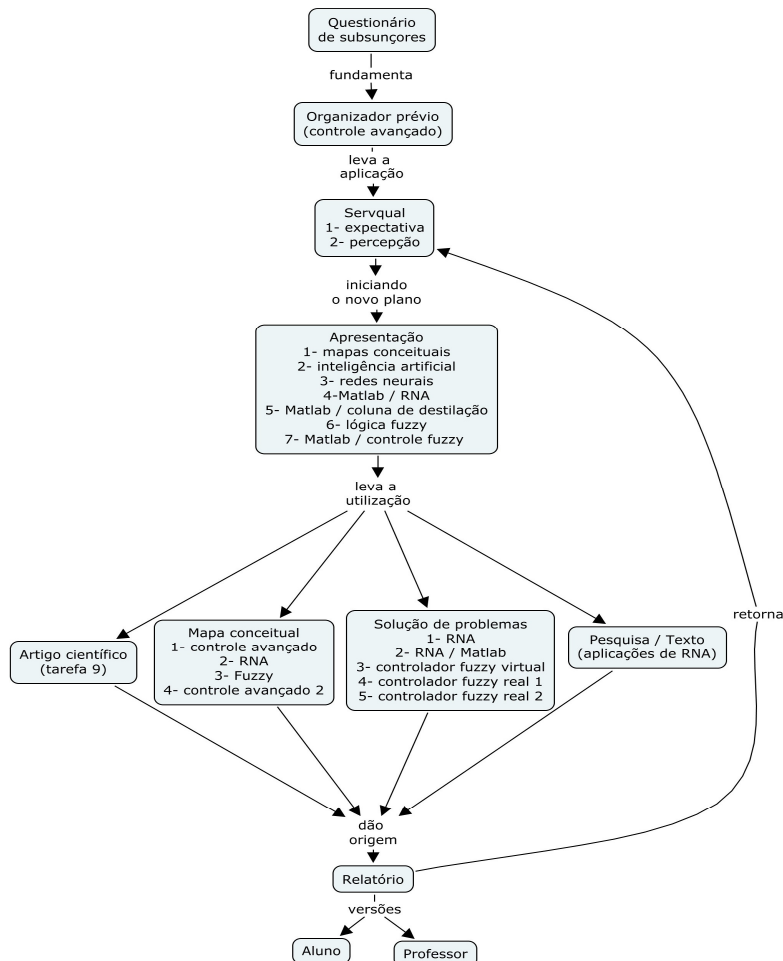 Questionário
de subsunçores
fundamenta
Organizador prévio
(controle avançado)
leva a
aplicação
Servqual
1- expectativa
2- percepção
iniciando
o novo plano
Apresentação
1- mapas conceituais
2- inteligência artificial
3- redes neurais
4-Matlab / RNA
5- Matlab / coluna de destilação
6- lógica fuzzy
7- Matlab / controle fuzzy
leva a
utilização
Artigo científico
(tarefa 9)
Mapa conceitual
1- controle avançado
2- RNA
3- Fuzzy
4- controle avançado 2
Solução de problemas
1- RNA
2- RNA / Matlab
3- controlador fuzzy virtual
4- controlador fuzzy real 1
5- controlador fuzzy real 2
Pesquisa / Texto
(aplicações de RNA)
retorna
dão
origem
Relatório
versões
Aluno
Professor